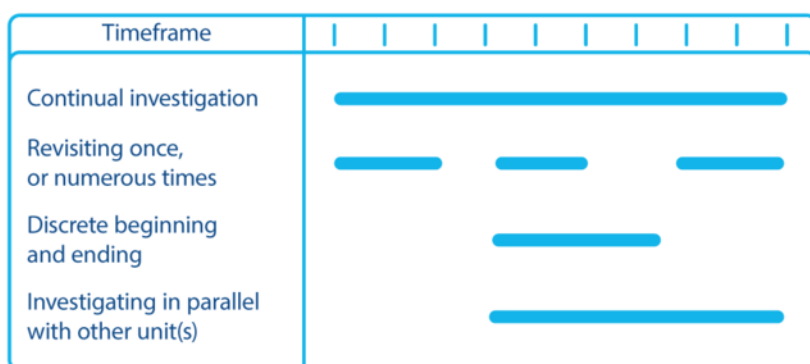 Timeframe
Continual investigation
Revisiting once,
or numerous times
Discrete beginning
and ending
Investigating in parallel
with other unit(s)